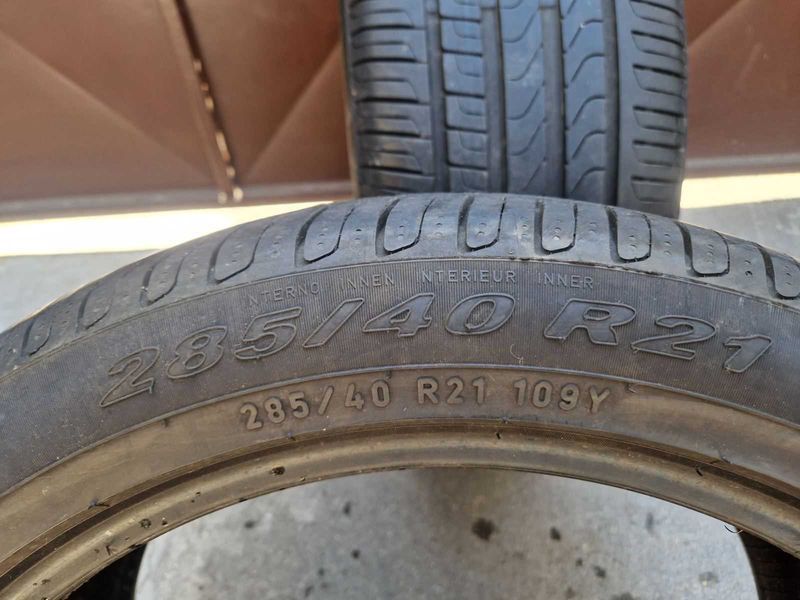 INTERNO INNEN INTERIEUR INNER
285/40 R21
285/40 R21 109Y